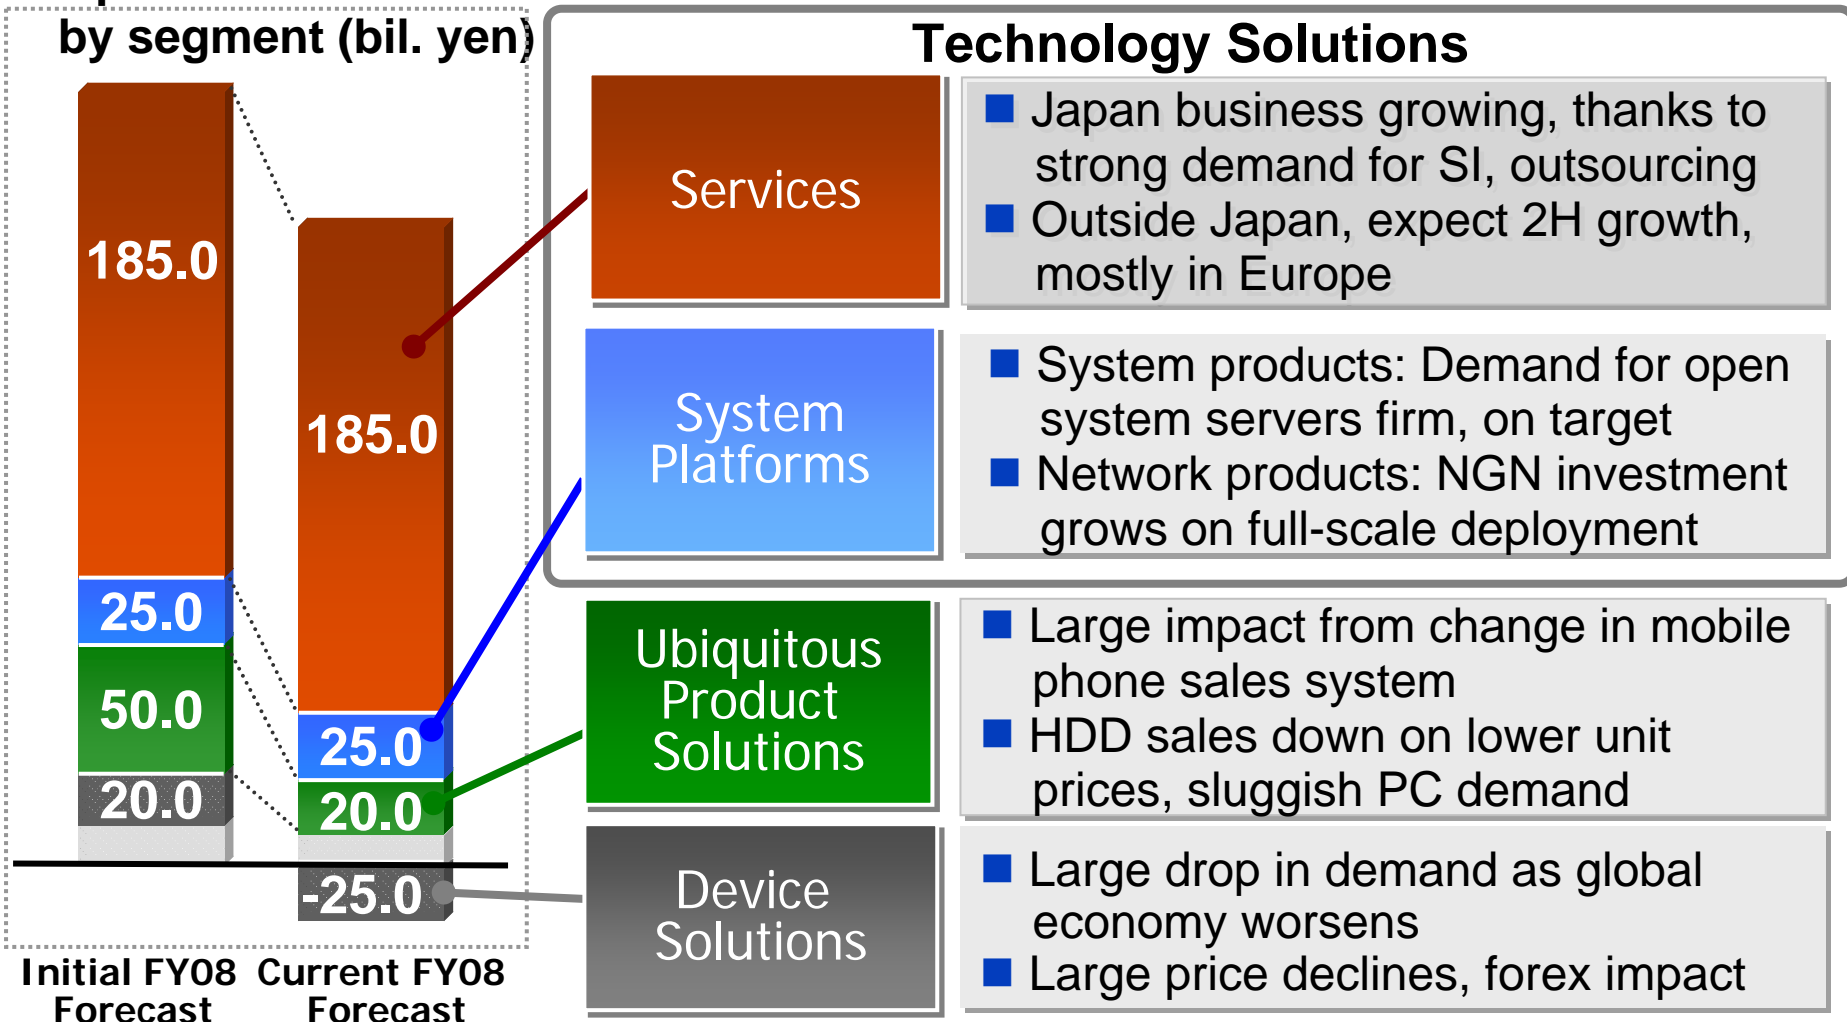 by segment (bil. yen)
185.0
25.0
50.0
20.0
185.0
25.0
20.0
-25.0
Initial FY08
Forecast
Current FY08
Forecast
Technology Solutions
Services
■ Japan business growing, thanks to
strong demand for SI, outsourcing
■ Outside Japan, expect 2H growth,
mostly in Europe
System
Platforms
■ System products: Demand for open
system servers firm, on target
■ Network products: NGN investment
grows on full-scale deployment
Ubiquitous
Product
Solutions
■ Large impact from change in mobile
phone sales system
■ HDD sales down on lower unit
prices, sluggish PC demand
Device
Solutions
■ Large drop in demand as global
economy worsens
■ Large price declines, forex impact